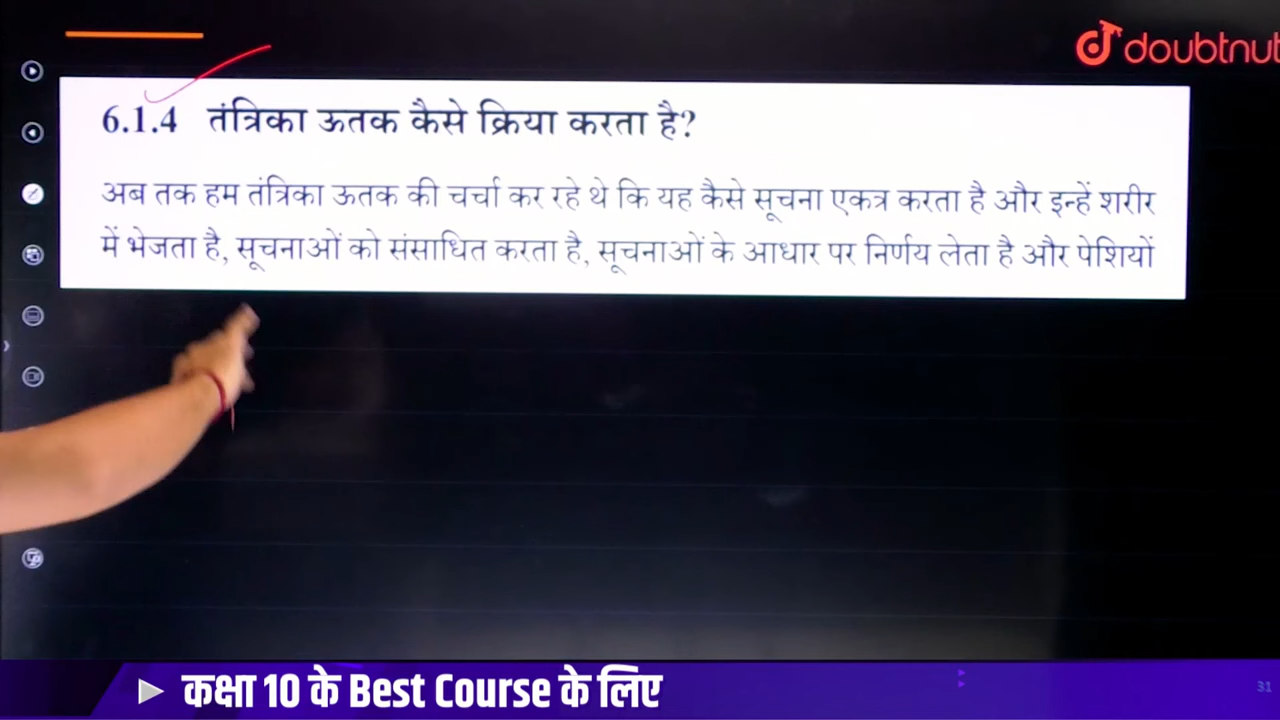 doubtnut
6.1.4 तंत्रिका ऊतक कैसे क्रिया करता है?
अब तक हम तंत्रिका ऊतक की चर्चा कर रहे थे कि यह कैसे सूचना एकत्र करता है और इन्हें शरीर
में भेजता है, सूचनाओं को संसाधित करता है, सूचनाओं के आधार पर निर्णय लेता है और पेशियों
कक्षा 10 के Best Course के लिए
31